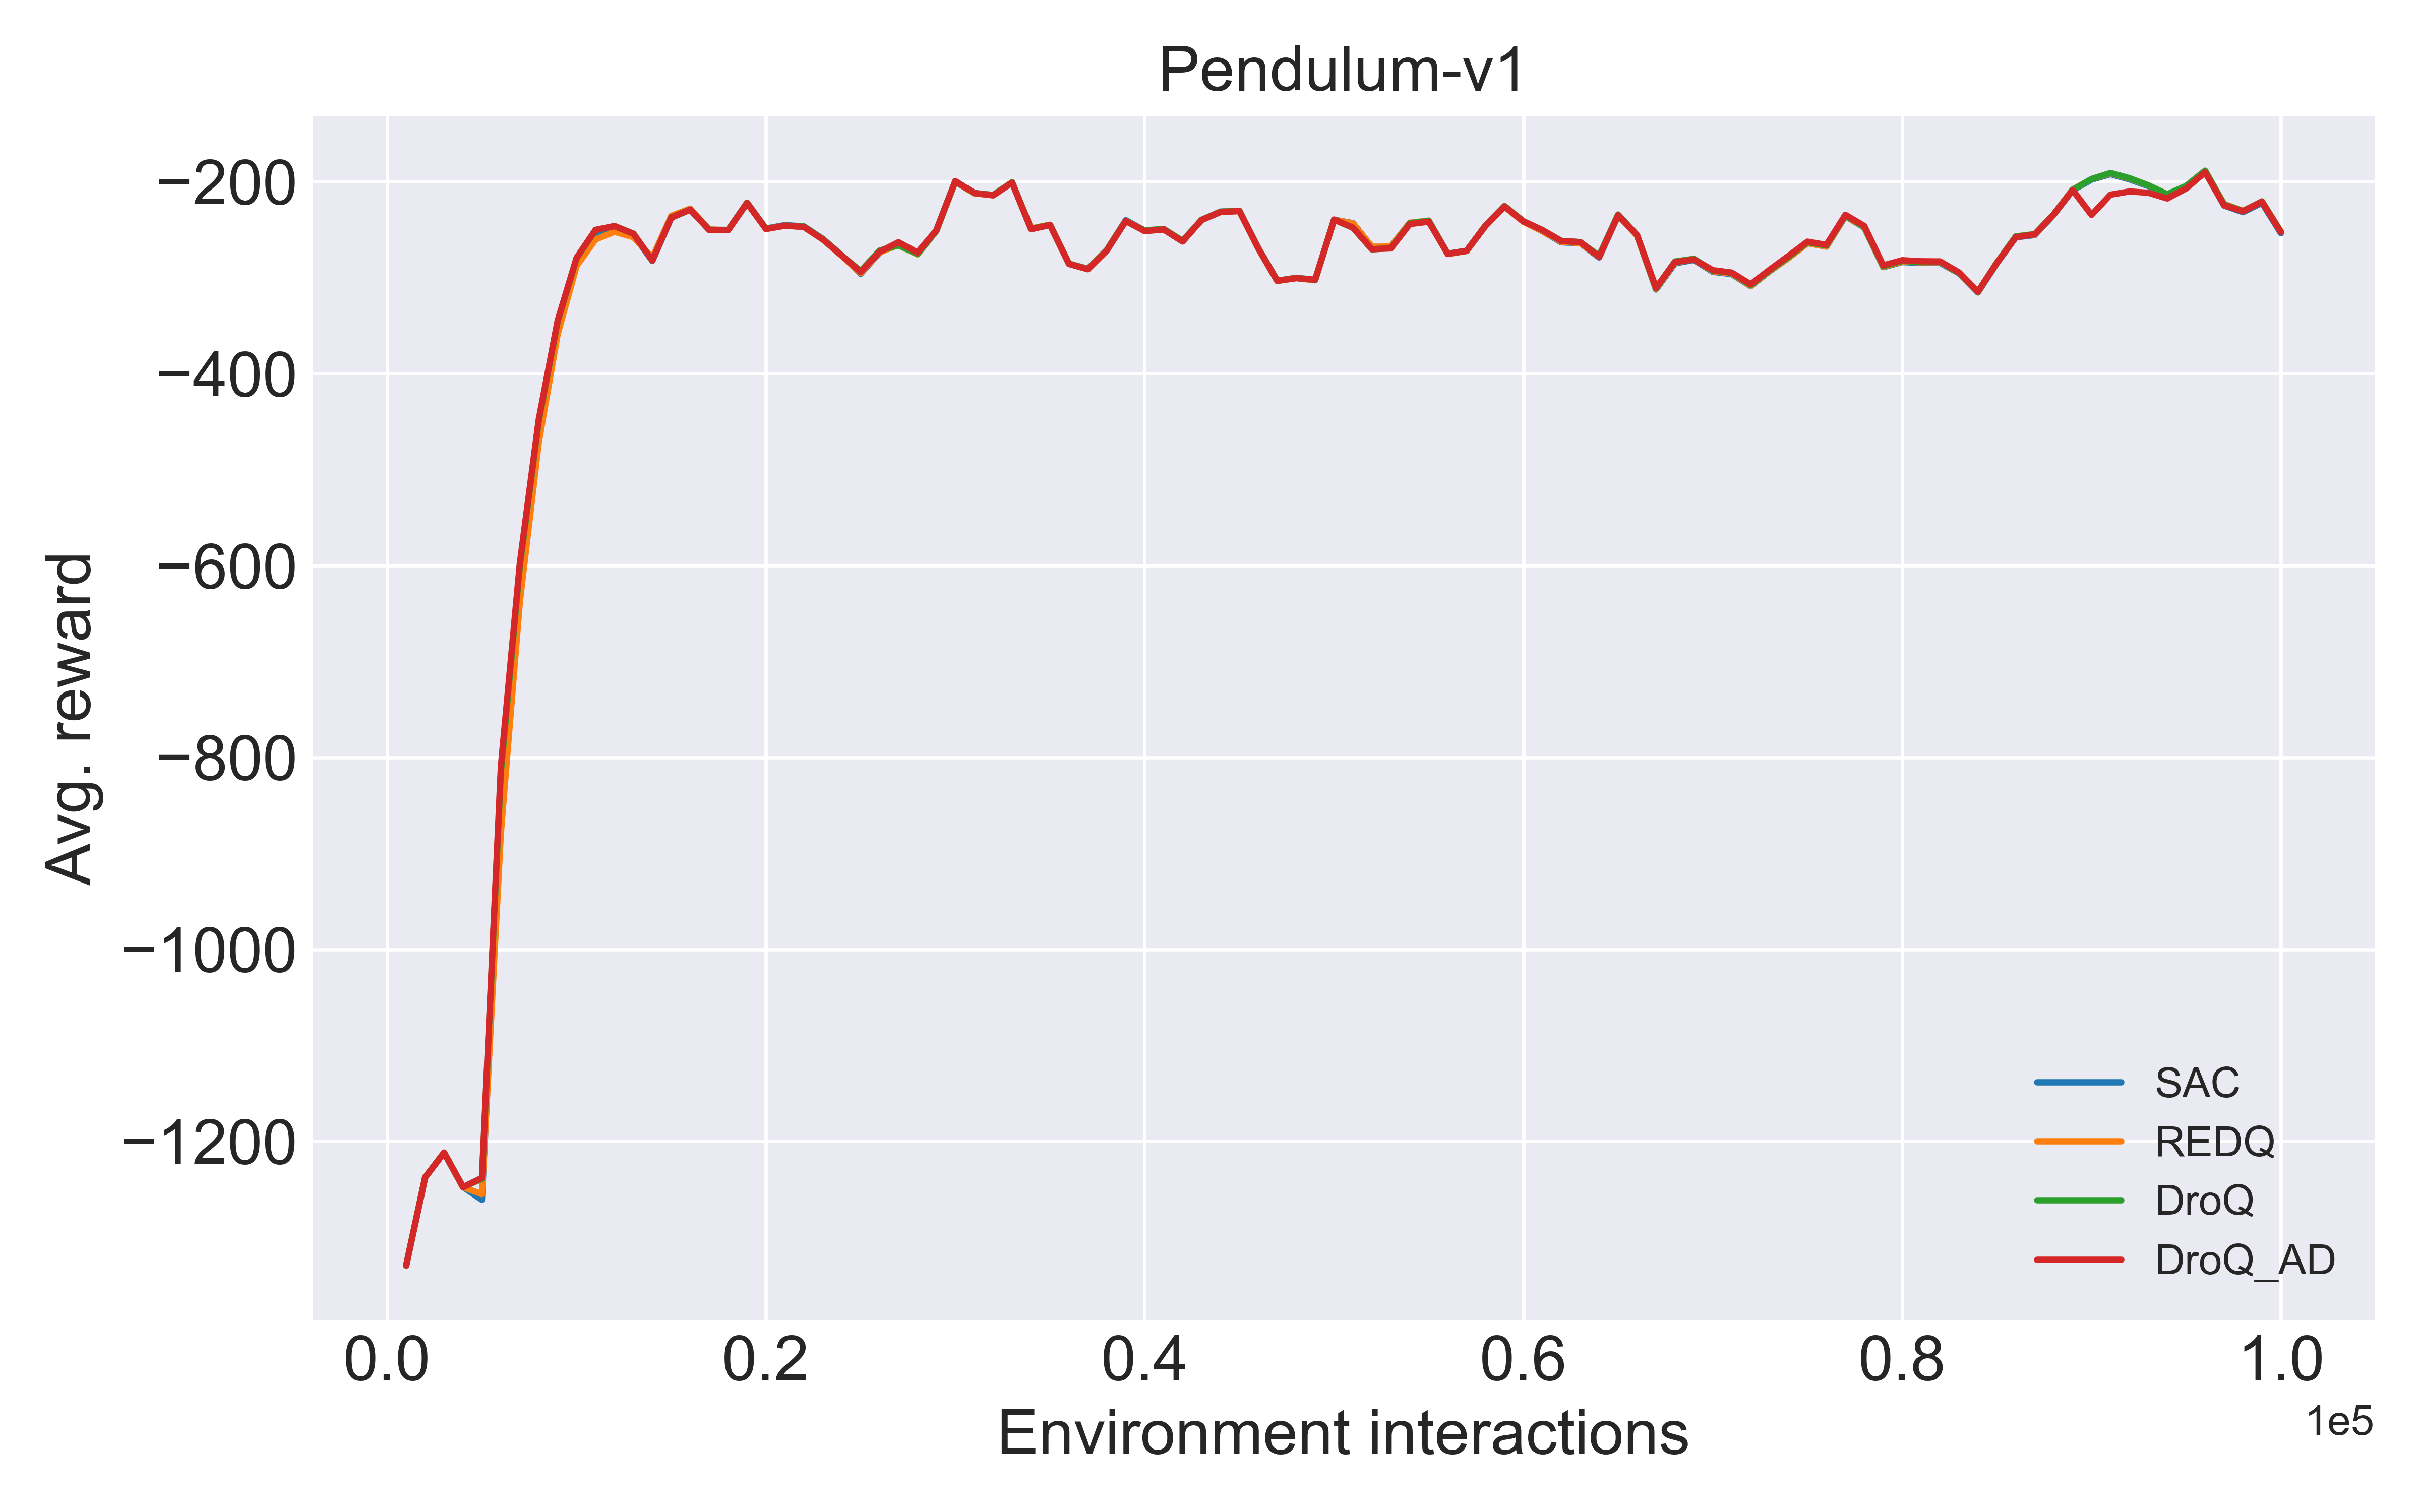 Pendulum-v1
−200
−400
−600
−800
−1000
−1200
Avg. reward
SAC
REDQ
DroQ
DroQ_AD
0.0 0.2 0.4 0.6 0.8 1.0
1e5
Environment interactions